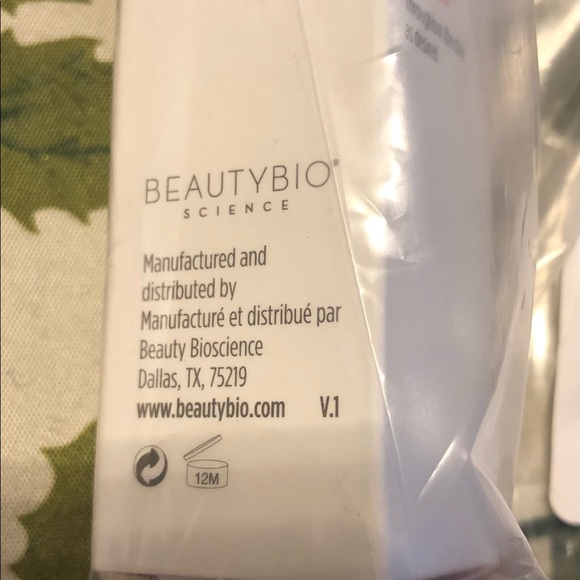 BEAUTYBIO®
SCIENCE
Manufactured and
distributed by
Manufacturé et distribué par
Beauty Bioscience
Dallas, TX, 75219
www.beautybio.com V.1
12M